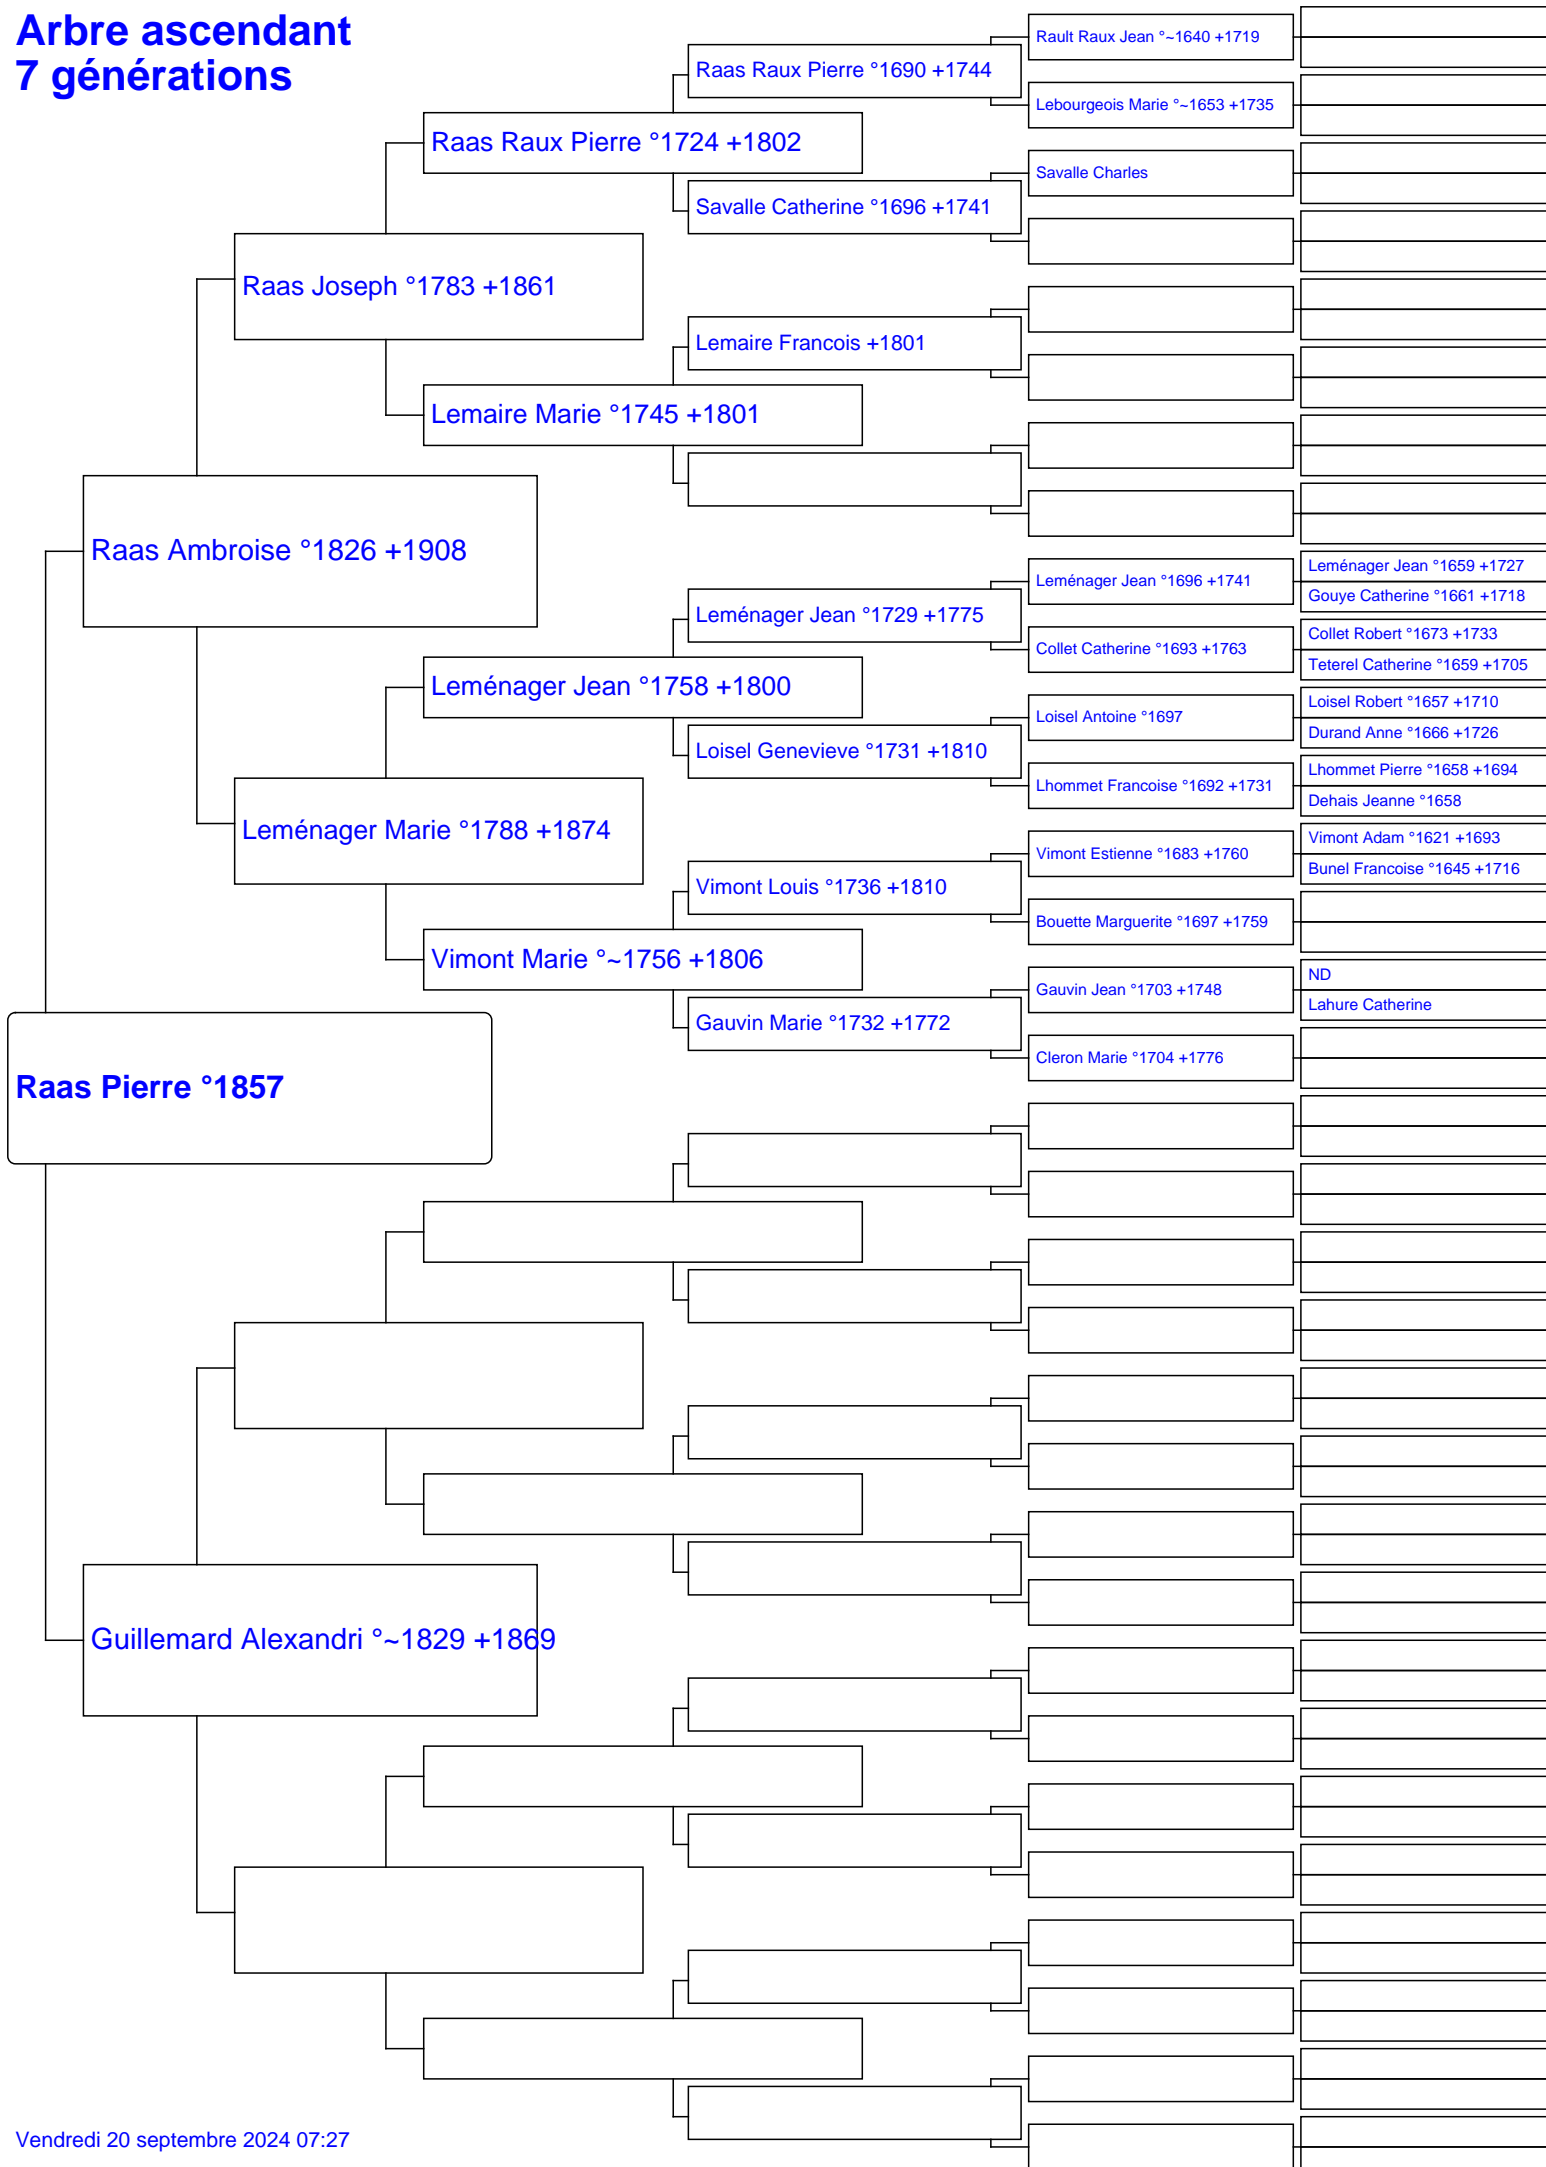 Arbre ascendant
7 générations
Rault Raux Jean °~1640 +1719
Raas Raux Pierre °1690 +1744
Lebourgeois Marie °~1653 +1735
Raas Raux Pierre °1724 +1802
Savalle Charles
Savalle Catherine °1696 +1741
Raas Joseph °1783 +1861
Lemaire Francois +1801
Lemaire Marie °1745 +1801
Raas Ambroise °1826 +1908
Leménager Jean °1659 +1727
Leménager Jean °1696 +1741
Gouye Catherine °1661 +1718
Leménager Jean °1729 +1775
Collet Robert °1673 +1733
Collet Catherine °1693 +1763
Teterel Catherine °1659 +1705
Leménager Jean °1758 +1800
Loisel Robert °1657 +1710
Loisel Antoine °1697
Durand Anne °1666 +1726
Loisel Genevieve °1731 +1810
Lhommet Pierre °1658 +1694
Lhommet Francoise °1692 +1731
Dehais Jeanne °1658
Leménager Marie °1788 +1874
Vimont Adam °1621 +1693
Vimont Estienne °1683 +1760
Bunel Francoise °1645 +1716
Vimont Louis °1736 +1810
Bouette Marguerite °1697 +1759
Vimont Marie °~1756 +1806
ND
Gauvin Jean °1703 +1748
Lahure Catherine
Gauvin Marie °1732 +1772
Cleron Marie °1704 +1776
Raas Pierre °1857
Guillemard Alexandri °~1829 +1869
Vendredi 20 septembre 2024 07:27